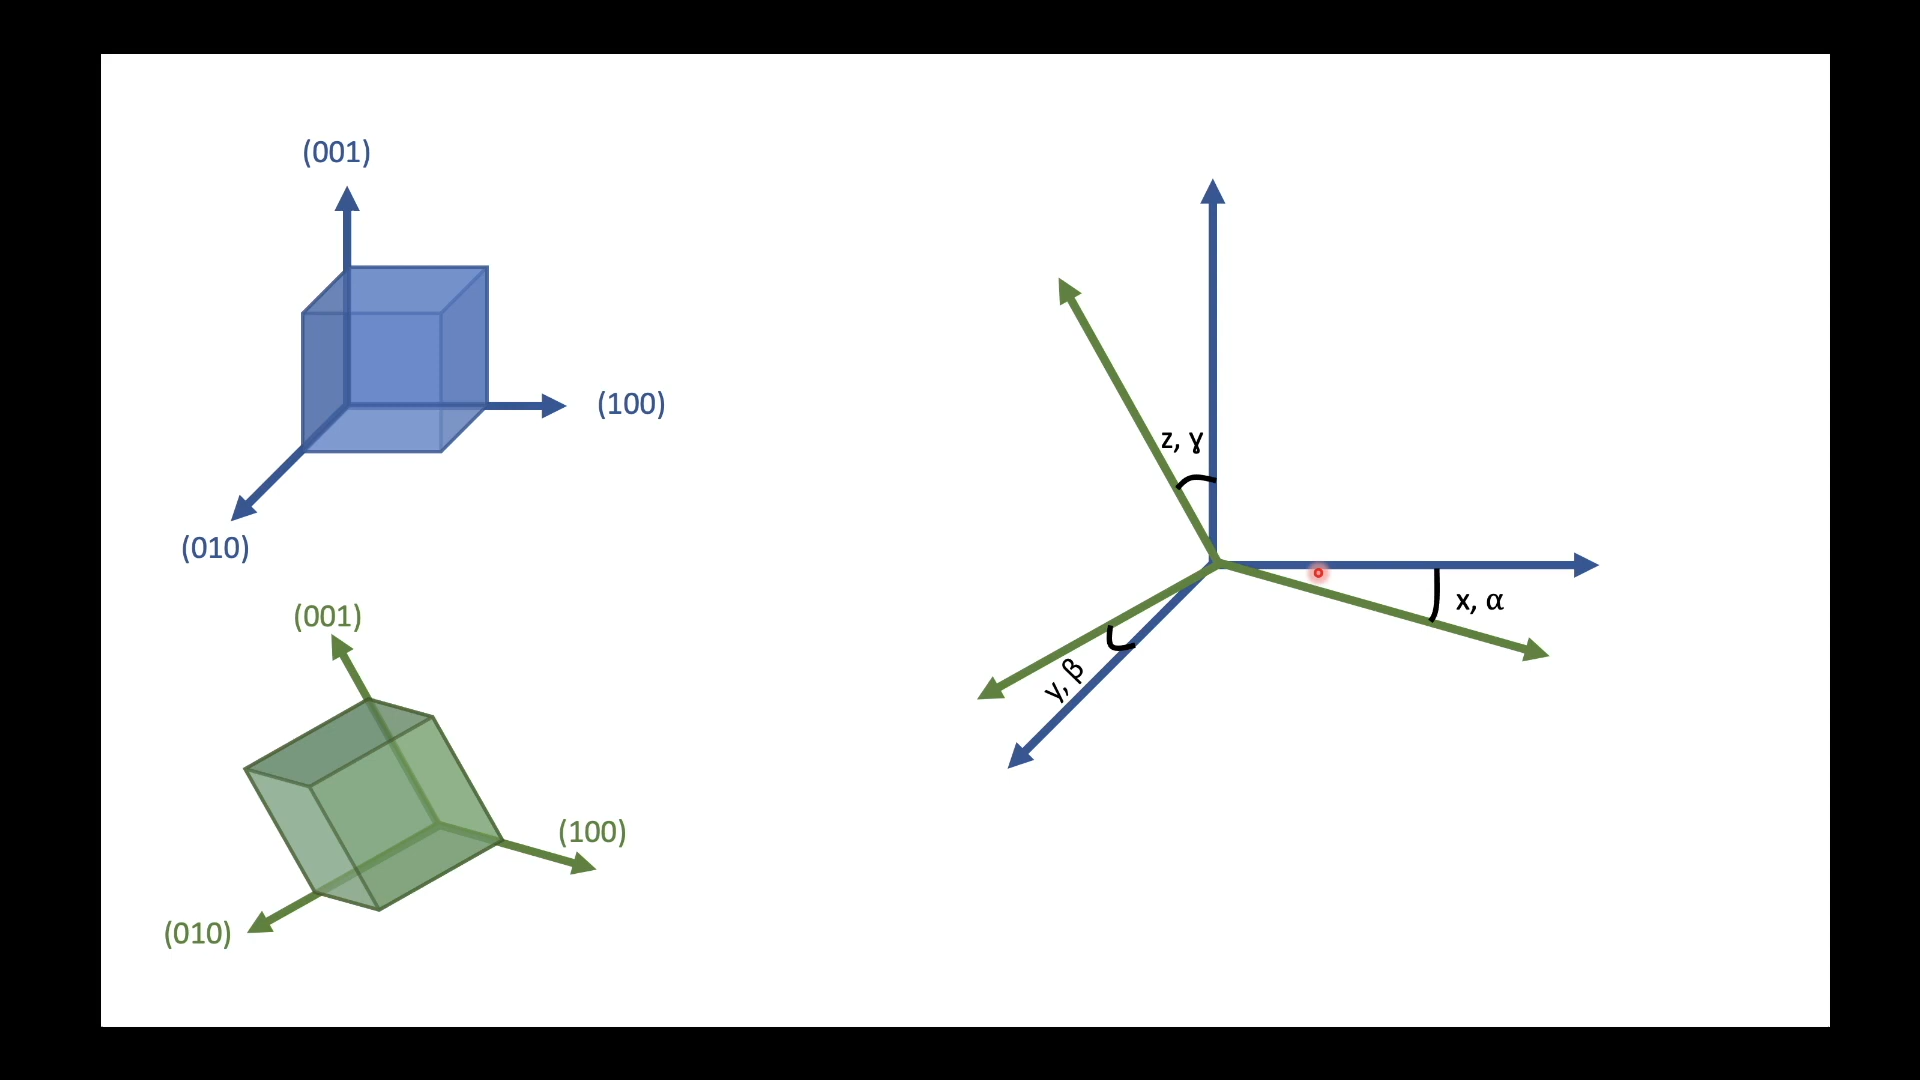 (001)
(100)
(010)
(001)
(100)
(010)
z, ɣ
x, α
y, β